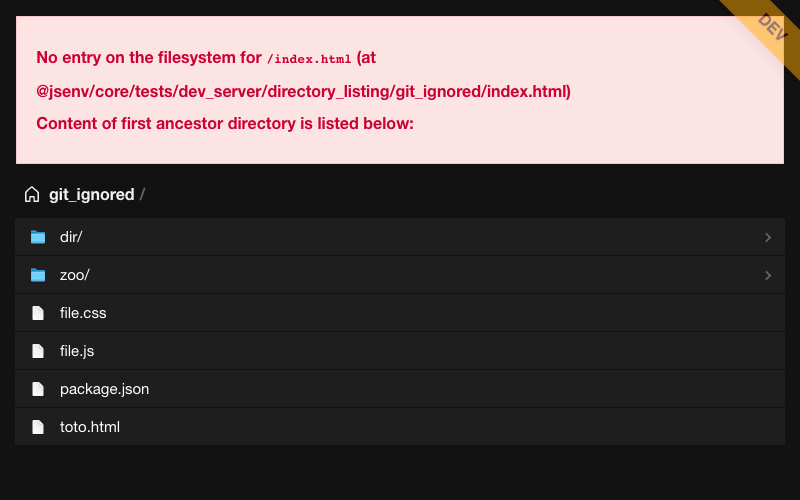 No entry on the filesystem for /index.html (at
@jsenv/core/tests/dev_server/directory_listing/git_ignored/index.html)
Content of first ancestor directory is listed below:
DEV
git_ignored /
dir/
zoo/
file.css
file.js
package.json
toto.html